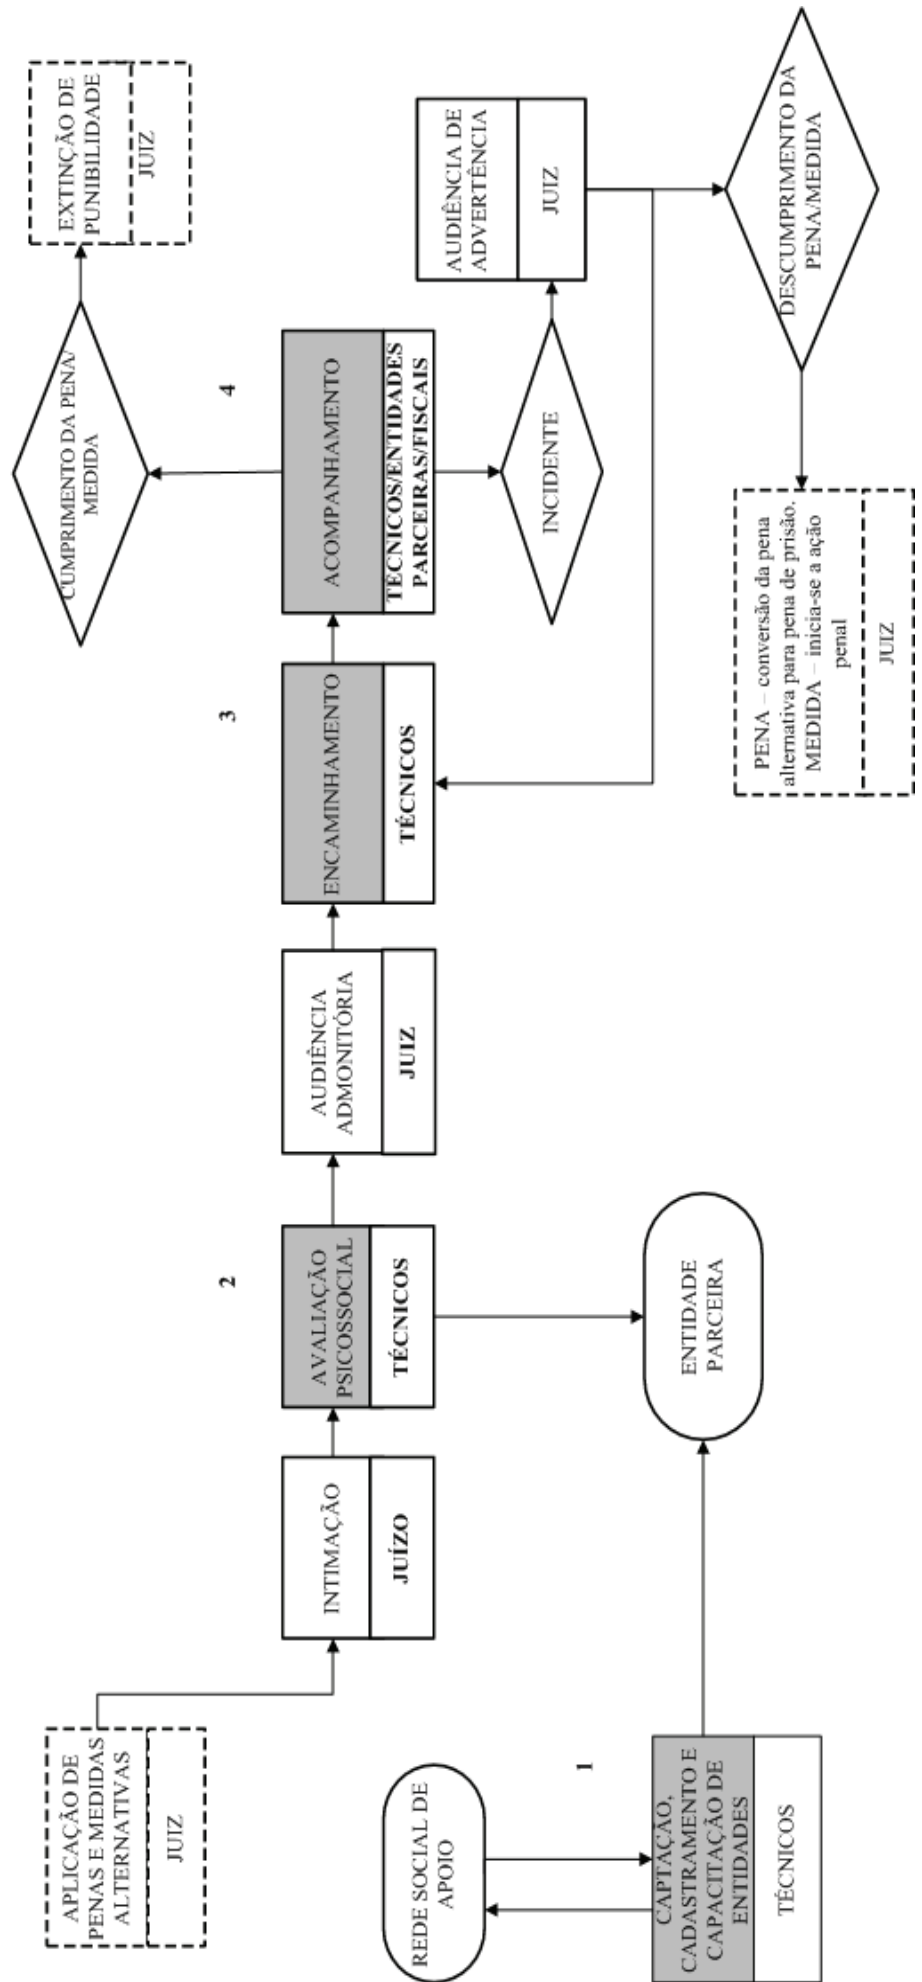 APLICAÇÃO DE
PENAS E MEDIDAS
ALTERNATIVAS
JUIZ
INTIMAÇÃO
JUÍZO
2
AVALIAÇÃO
PSICOSSOCIAL
TÉCNICOS
AUDIÊNCIA
ADMONITÓRIA
JUIZ
3
ENCAMINHAMENTO
TÉCNICOS
4
ACOMPANHAMENTO
TÉCNICOS/ENTIDADES
PARCEIRAS/FISCAIS
CUMPRIMENTO DA PENA/
MEDIDA
EXTINÇÃO DE
PUNIBILIDADE
JUIZ
INCIDENTE
AUDIÊNCIA DE
ADVERTÊNCIA
JUIZ
REDE SOCIAL DE
APOIO
1
CAPTAÇÃO,
CADASTRAMENTO E
CAPACITAÇÃO DE
ENTIDADES
TÉCNICOS
ENTIDADE
PARCEIRA
PENA – conversão da pena
alternativa para pena de prisão.
MEDIDA – inicia-se a ação
penal
JUIZ
DESCUMPRIMENTO DA
PENA/MEDIDA